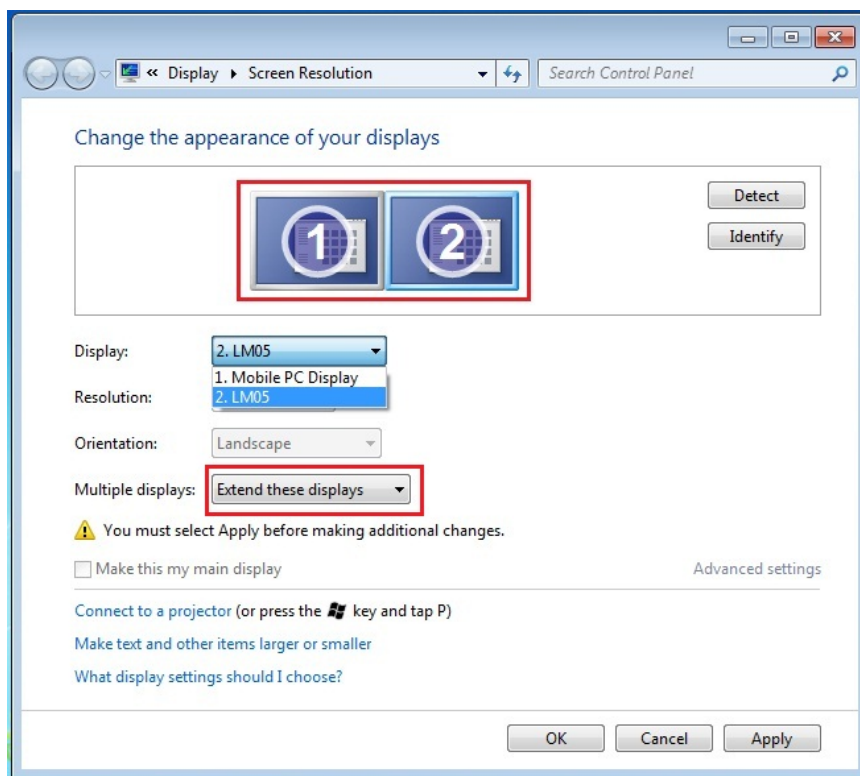 « Display ▸ Screen Resolution
Search Control Panel
Change the appearance of your displays
1
2
Detect
Identify
Display:
2. LM05
1. Mobile PC Display
2. LM05
Resolution:
Orientation:
Landscape
Multiple displays:
Extend these displays
You must select Apply before making additional changes.
Make this my main display
Advanced settings
Connect to a projector (or press the key and tap P)
Make text and other items larger or smaller
What display settings should I choose?
OK
Cancel
Apply